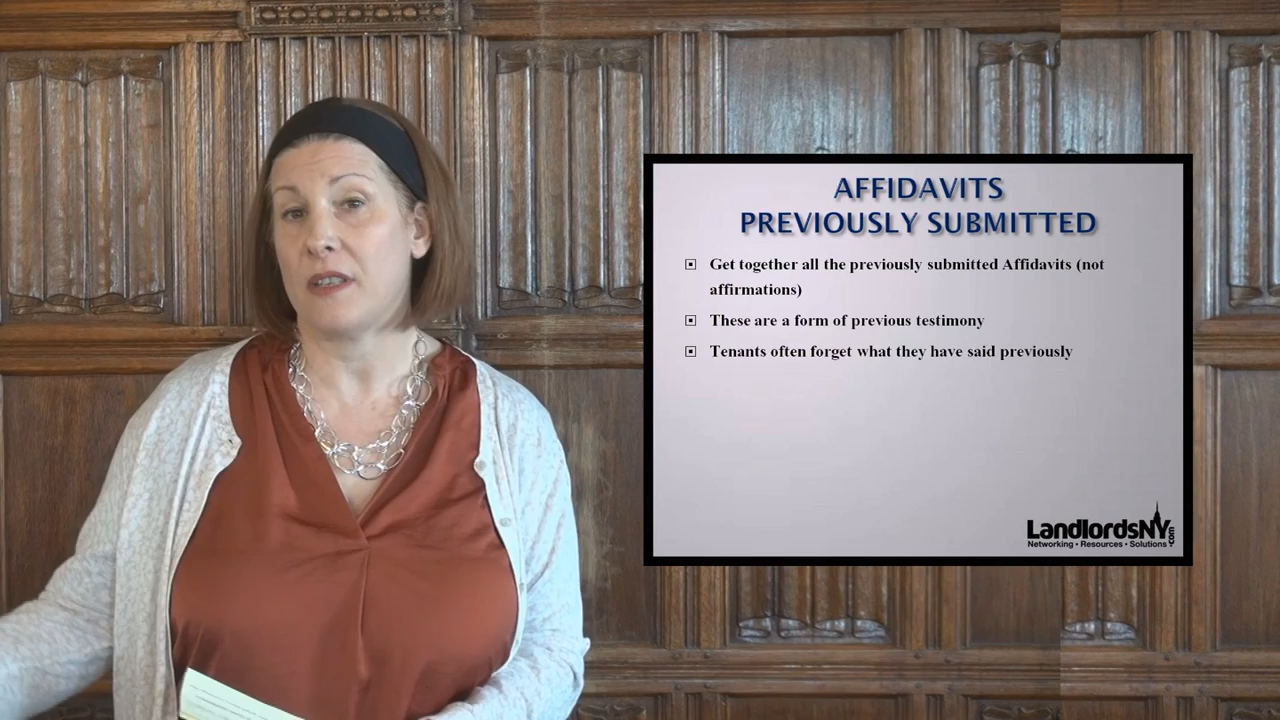 AFFIDAVITS
PREVIOUSLY SUBMITTED
Get together all the previously submitted Affidavits (not
affirmations)
These are a form of previous testimony
Tenants often forget what they have said previously
LandlordsNY.com
Networking • Resources • Solutions